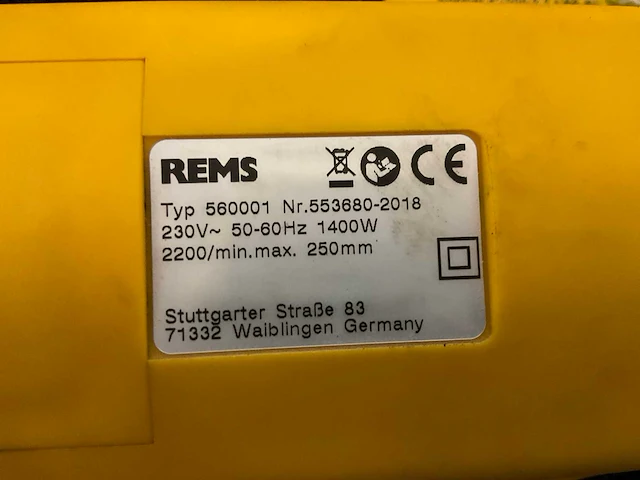 REMS
CE
Typ 560001 Nr.553680-2018
230V~ 50-60Hz 1400W
2200/min.max. 250mm
Stuttgarter Straße 83
71332 Waiblingen Germany